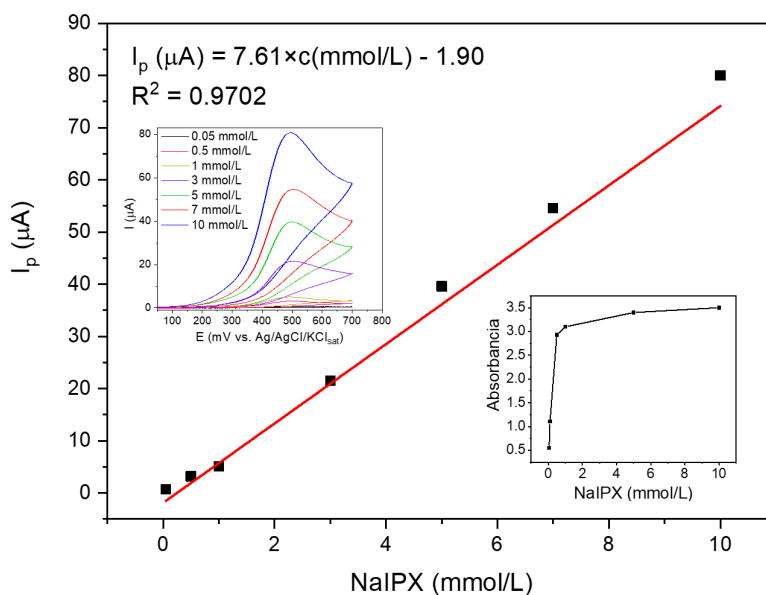 I_p (μA) = 7.61×c(mmol/L) - 1.90
R² = 0.9702
90
80
70
60
50
40
30
20
10
0
I_p (μA)
0 2 4 6 8 10
NaIPX (mmol/L)
0.05 mmol/L
0.5 mmol/L
1 mmol/L
3 mmol/L
5 mmol/L
7 mmol/L
10 mmol/L
80
60
40
20
0
I (μA)
100 200 300 400 500 600 700 800
E (mV vs. Ag/AgCl/KCl_sat)
3.5
3.0
2.5
2.0
1.5
1.0
0.5
Absorbancia
0 2 4 6 8 10
NaIPX (mmol/L)